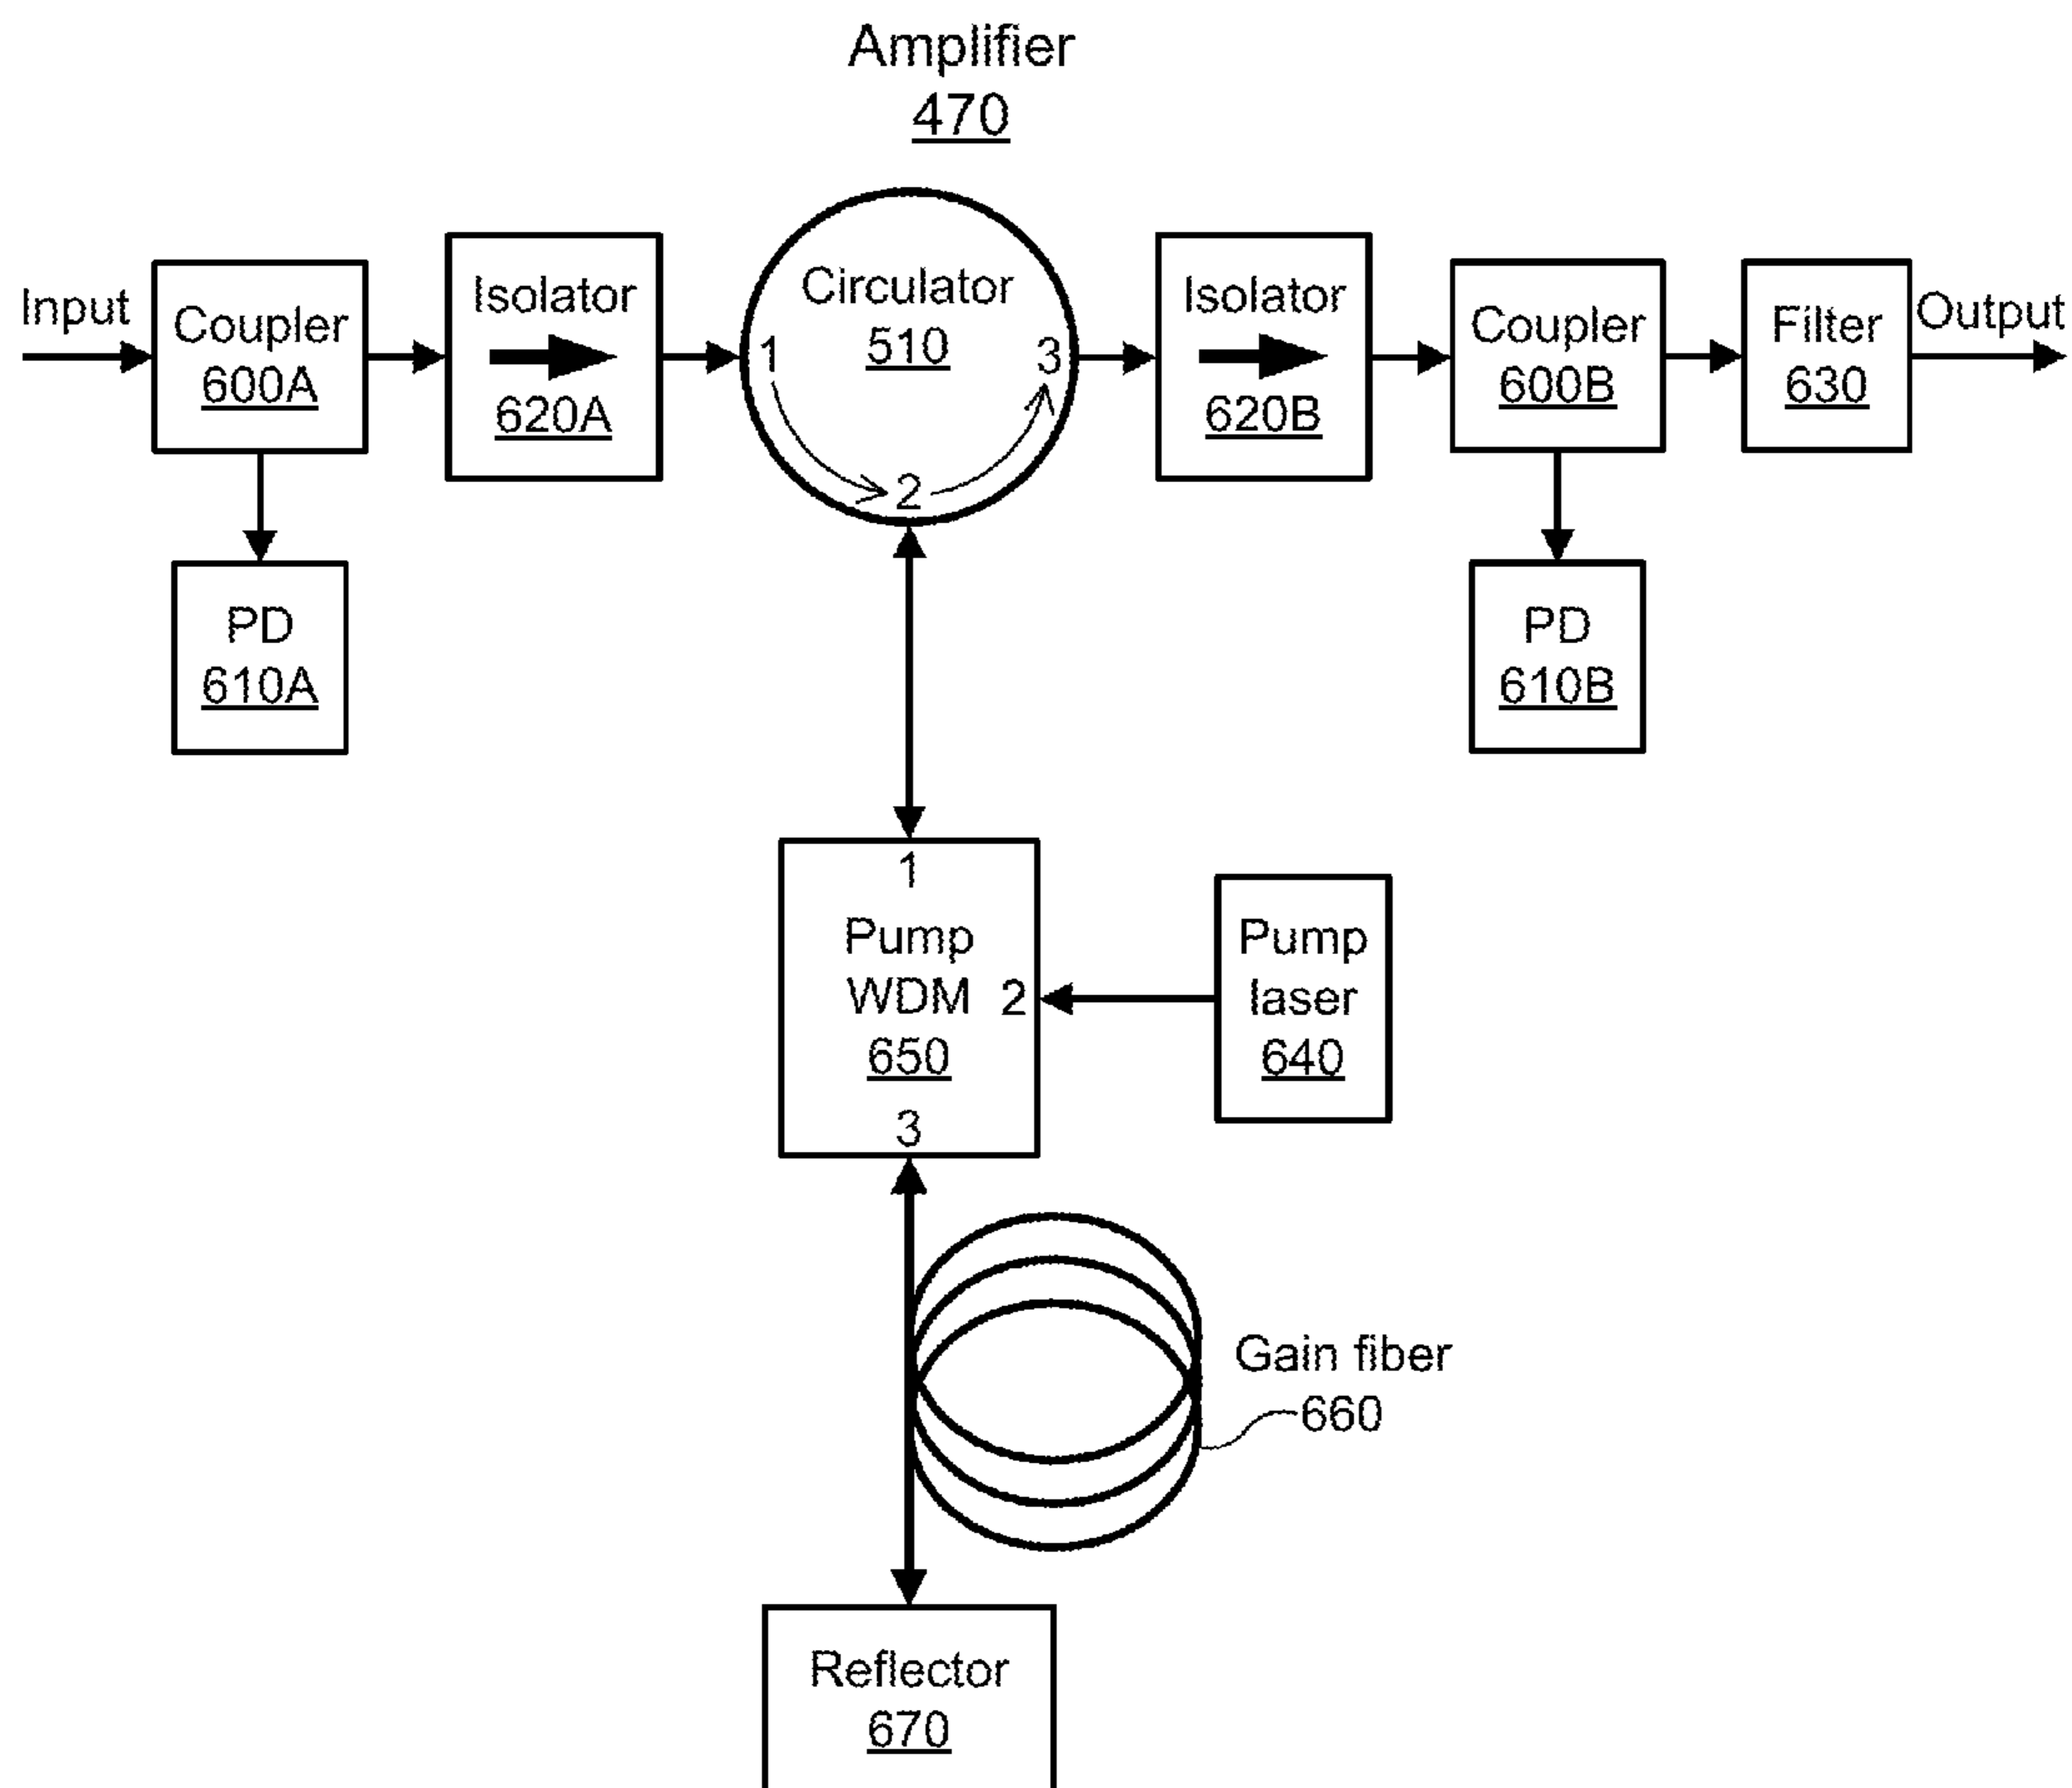 Amplifier
470
Input
Coupler
600A
Isolator
620A
Circulator
510
1
2
3
Isolator
620B
Coupler
600B
Filter
630
Output
PD
610A
PD
610B
1
Pump
WDM
650
2
3
Pump
laser
640
Gain fiber
660
Reflector
670